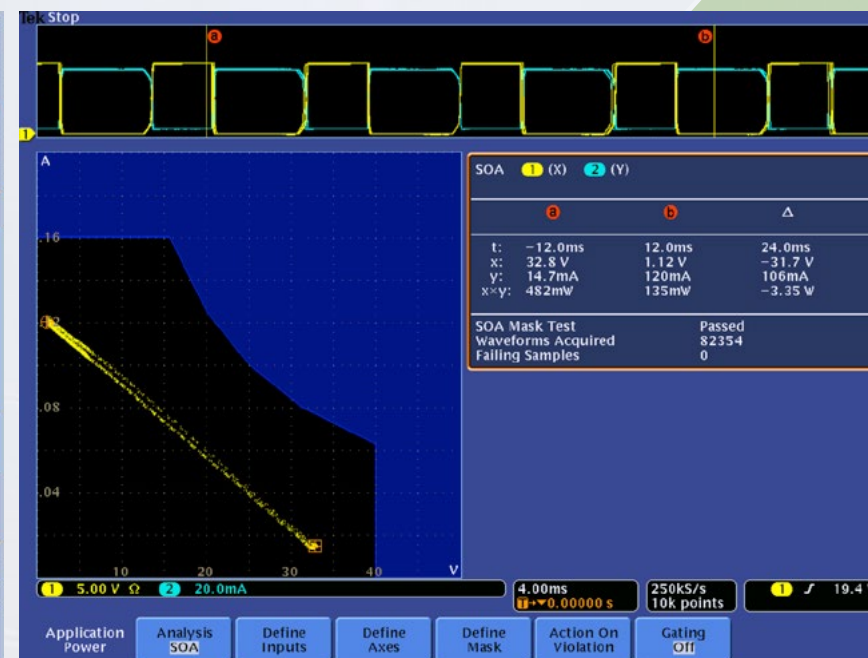 Tek Stop
a b
1
A
.16
.08
.04
10 20 30 40 V
SOA 1 (X) 2 (Y)
a b Δ
t: −12.0ms 12.0ms 24.0ms
x: 32.8 V 1.12 V −31.7 V
y: 14.7mA 120mA 106mA
x×y: 482mW 135mW −3.35 W
SOA Mask Test Passed
Waveforms Acquired 82354
Failing Samples 0
1 5.00 V Ω 2 20.0mA
4.00ms 250kS/s 1 19.4
T→▼0.00000 s 10k points
Application Power
Analysis SOA
Define Inputs
Define Axes
Define Mask
Action On Violation
Gating Off